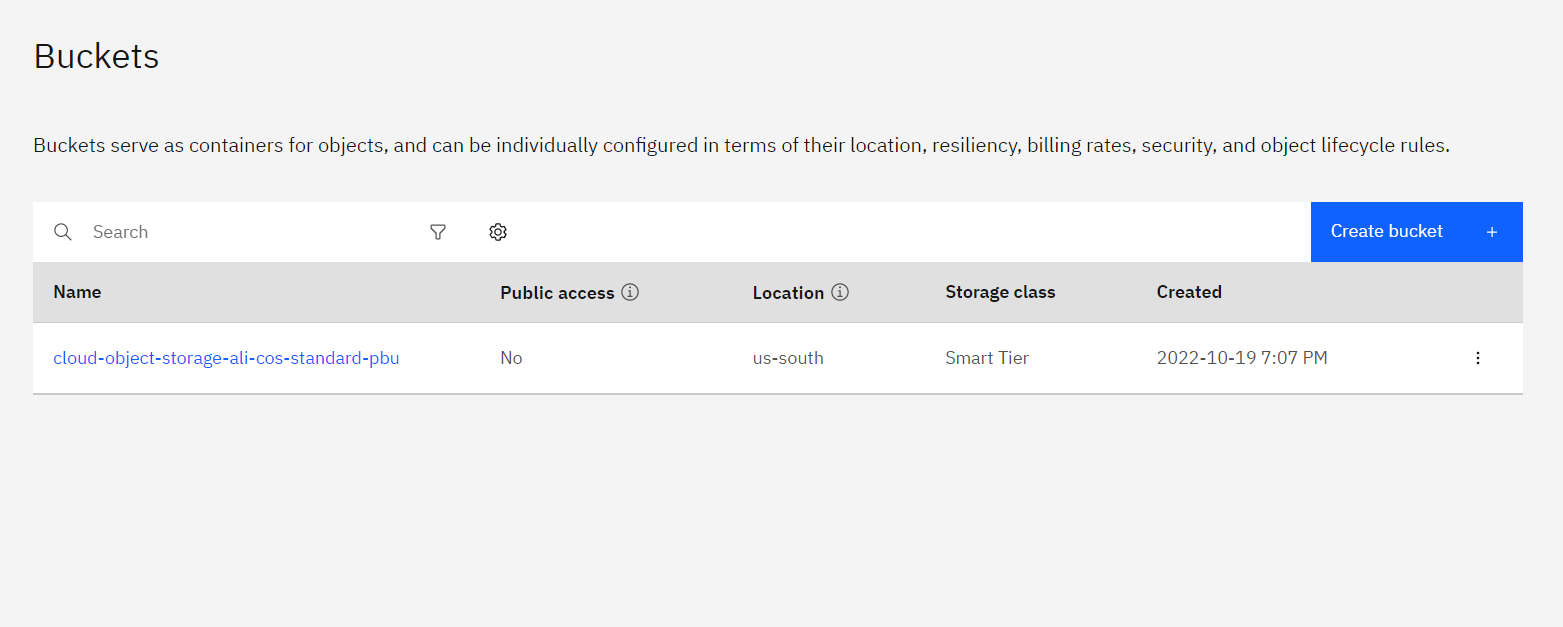 Buckets
Buckets serve as containers for objects, and can be individually configured in terms of their location, resiliency, billing rates, security, and object lifecycle rules.
Search Create bucket +
Name Public access Location Storage class Created
cloud-object-storage-ali-cos-standard-pbu No us-south Smart Tier 2022-10-19 7:07 PM